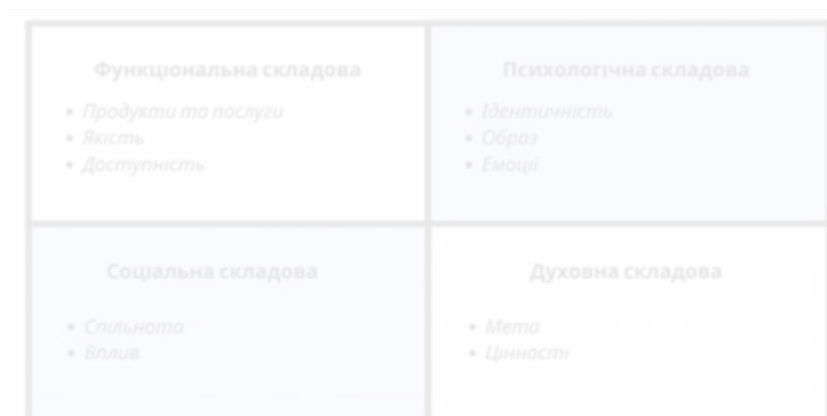 Функціональна складова
• Продукти та послуги
• Якість
• Доступність
Психологічна складова
• Ідентичність
• Образ
• Емоції
Соціальна складова
• Спільнота
• Вплив
Духовна складова
• Мета
• Цінності